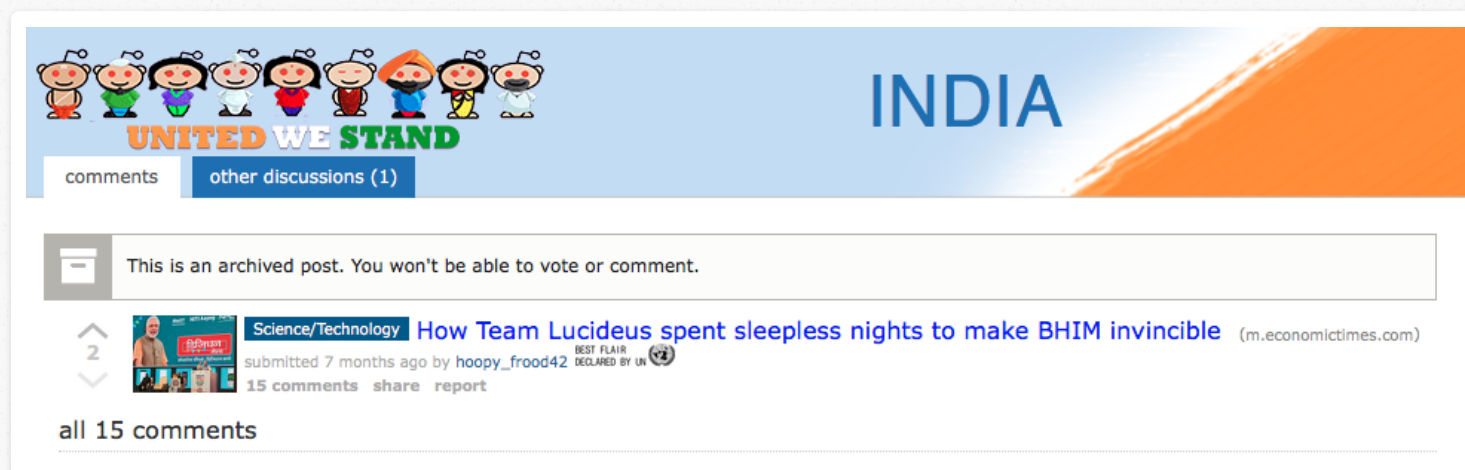 UNITED WE STAND
INDIA
comments
other discussions (1)
This is an archived post. You won't be able to vote or comment.
2
Science/Technology How Team Lucideus spent sleepless nights to make BHIM invincible (m.economictimes.com)
submitted 7 months ago by hoopy_frood42 BEST FLAIR DECLARED BY UN +2
15 comments share report
all 15 comments